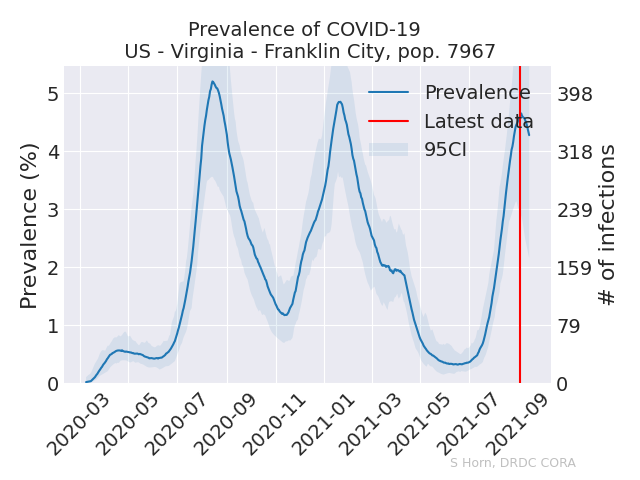 Prevalence of COVID-19
US - Virginia - Franklin City, pop. 7967
Prevalence (%)
5
4
3
2
1
0
Prevalence
Latest data
95CI
398
318
239
159
79
0
# of infections
2020-03
2020-05
2020-07
2020-09
2020-11
2021-01
2021-03
2021-05
2021-07
2021-09
S Horn, DRDC CORA